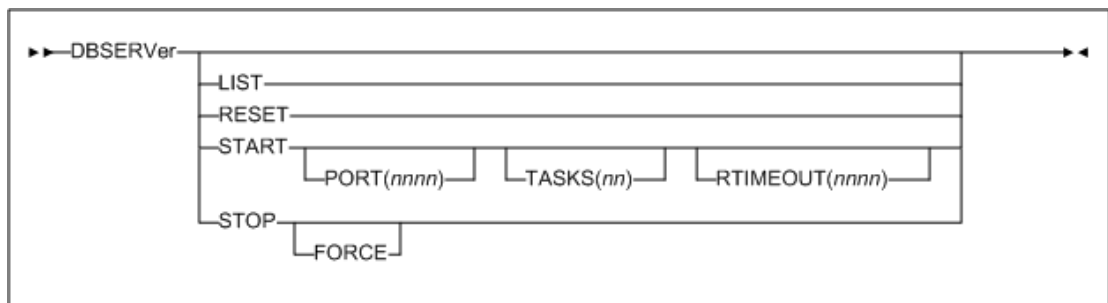 DBSERVer
LIST
RESET
START
PORT(nnnn) TASKS(nn) RTIMEOUT(nnnn)
STOP
FORCE